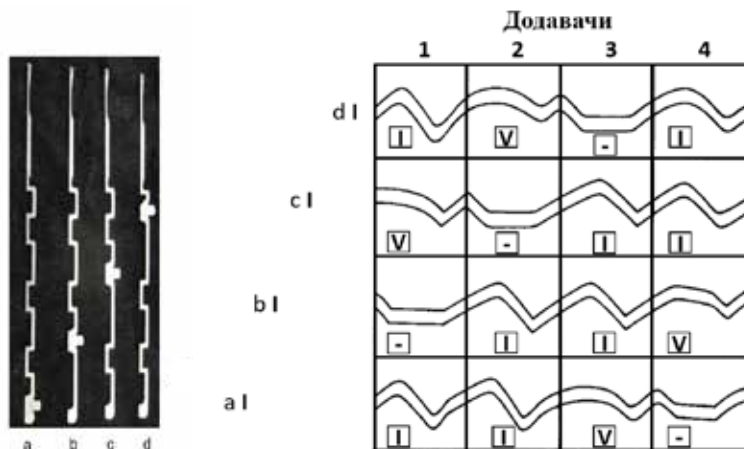 Додавачи
1 2 3 4
d I
I V - I
c I
V - I I
b I
- I I V
a I
I I V -
a b c d